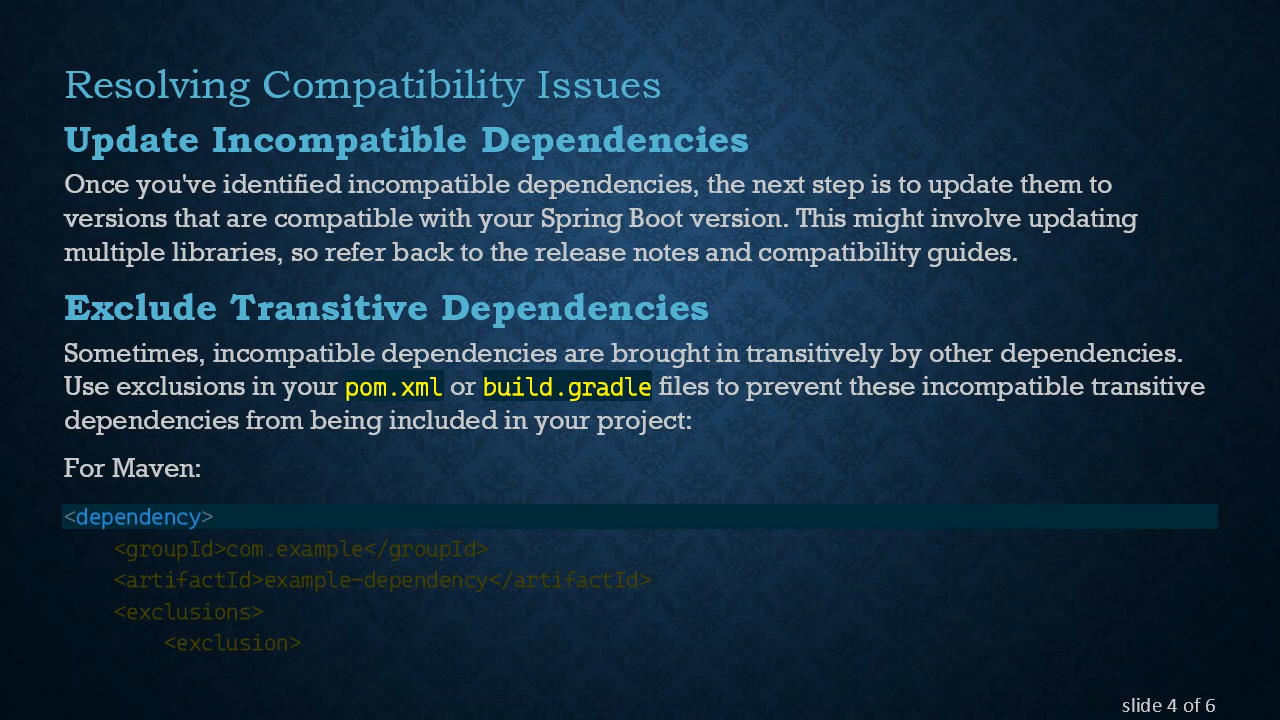 Resolving Compatibility Issues
Update Incompatible Dependencies
Once you've identified incompatible dependencies, the next step is to update them to
versions that are compatible with your Spring Boot version. This might involve updating
multiple libraries, so refer back to the release notes and compatibility guides.
Exclude Transitive Dependencies
Sometimes, incompatible dependencies are brought in transitively by other dependencies.
Use exclusions in your pom.xml or build.gradle files to prevent these incompatible transitive
dependencies from being included in your project:
For Maven:
<dependency>
    <groupId>com.example</groupId>
    <artifactId>example-dependency</artifactId>
    <exclusions>
        <exclusion>
slide 4 of 6